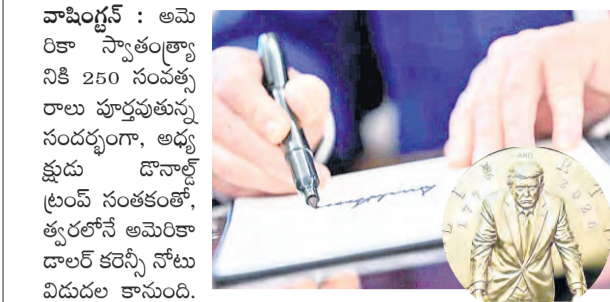 వాషింగ్టన్ : అమె
రికా స్వాతంత్ర్యా
నికి 250 సంవత్స
రాలు పూర్తవుతున్న
సందర్భంగా, అధ్య
క్షుడు డొనాల్డ్
ట్రంప్ సంతకంతో,
త్వరలోనే అమెరికా
డాలర్ కరెన్సీ నోటు
విడుదల కానుంది.